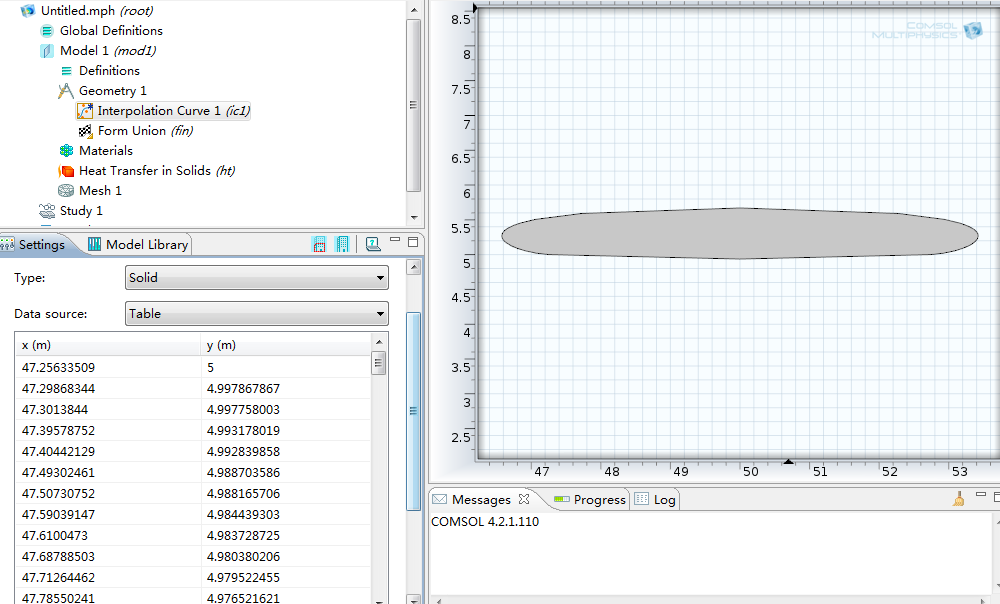 Untitled.mph (root)
Global Definitions
Model 1 (mod1)
Definitions
Geometry 1
Interpolation Curve 1 (ic1)
Form Union (fin)
Materials
Heat Transfer in Solids (ht)
Mesh 1
Study 1
Settings Model Library
Type: Solid
Data source: Table
x (m) y (m)
47.25633509 5
47.29868344 4.997867867
47.3013844 4.997758003
47.39578752 4.993178019
47.40442129 4.992839858
47.49302461 4.988703586
47.50730752 4.988165706
47.59039147 4.984439303
47.6100473 4.983728725
47.68788503 4.980380206
47.71264462 4.979522455
47.78550241 4.976521621
8.5
8
7.5
7
6.5
6
5.5
5
4.5
4
3.5
3
2.5
47 48 49 50 51 52 53
COMSOL
MULTIPHYSICS
Messages Progress Log
COMSOL 4.2.1.110